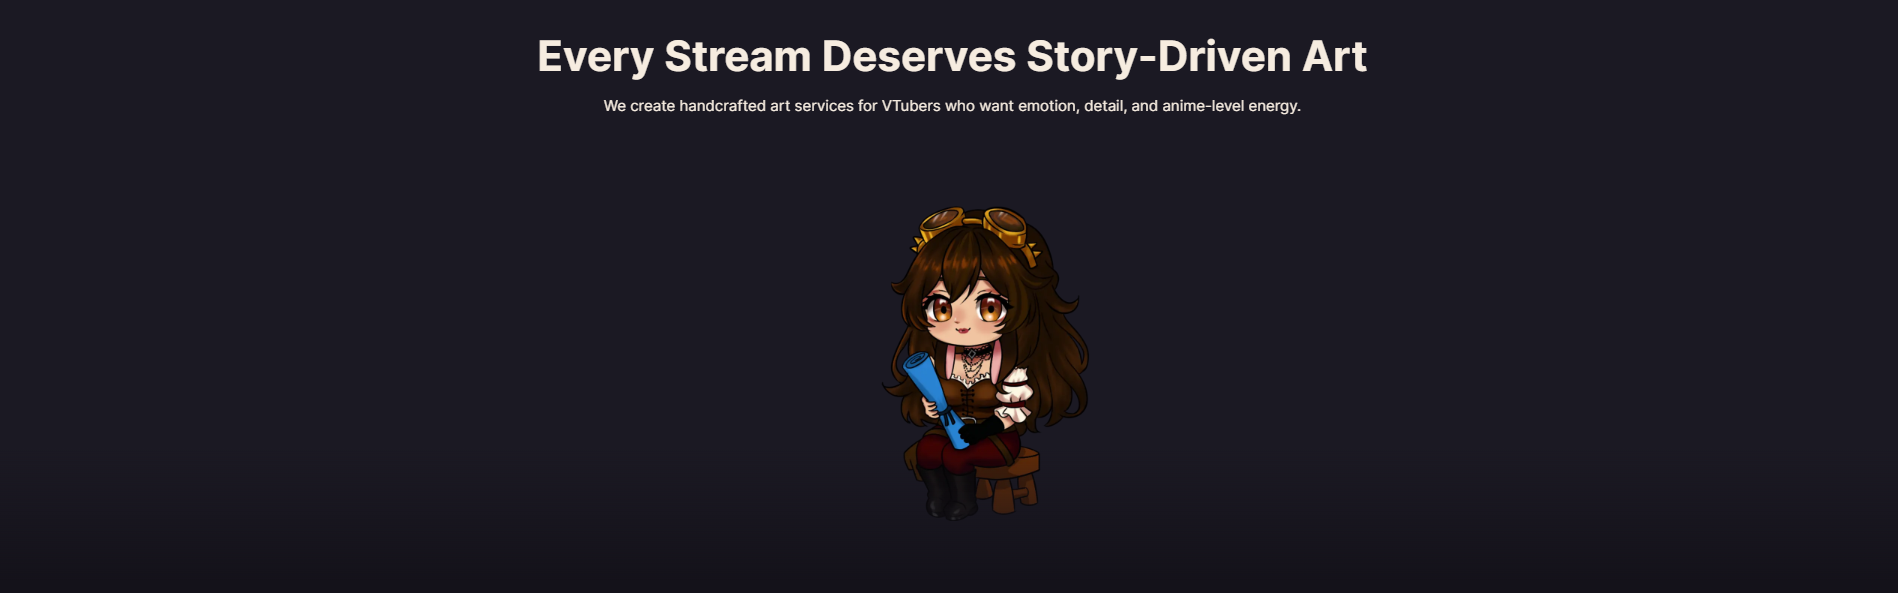 Every Stream Deserves Story-Driven Art
We create handcrafted art services for VTubers who want emotion, detail, and anime-level energy.